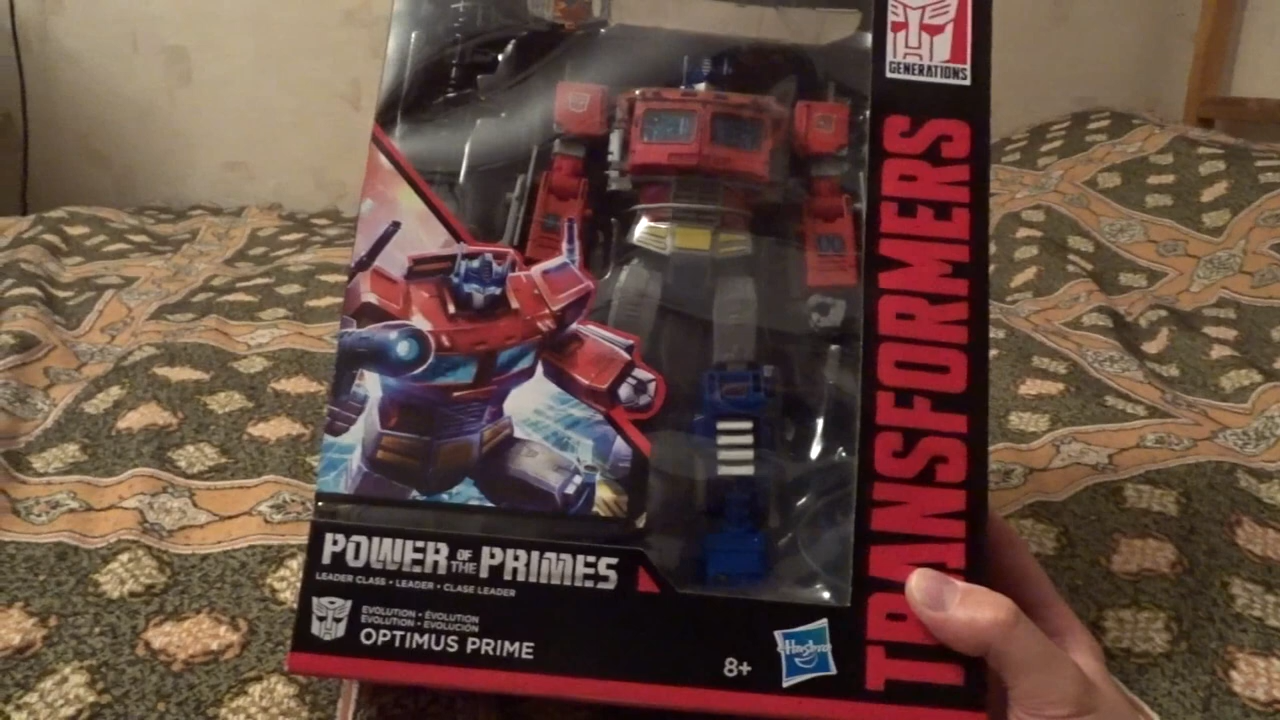 GENERATIONS
TRANSFORMERS
POWER OF THE PRIMES
LEADER CLASS • LEADER • CLASE LEADER
EVOLUTION • ÉVOLUTION
EVOLUTION • EVOLUCIÓN
OPTIMUS PRIME
8+
Hasbro